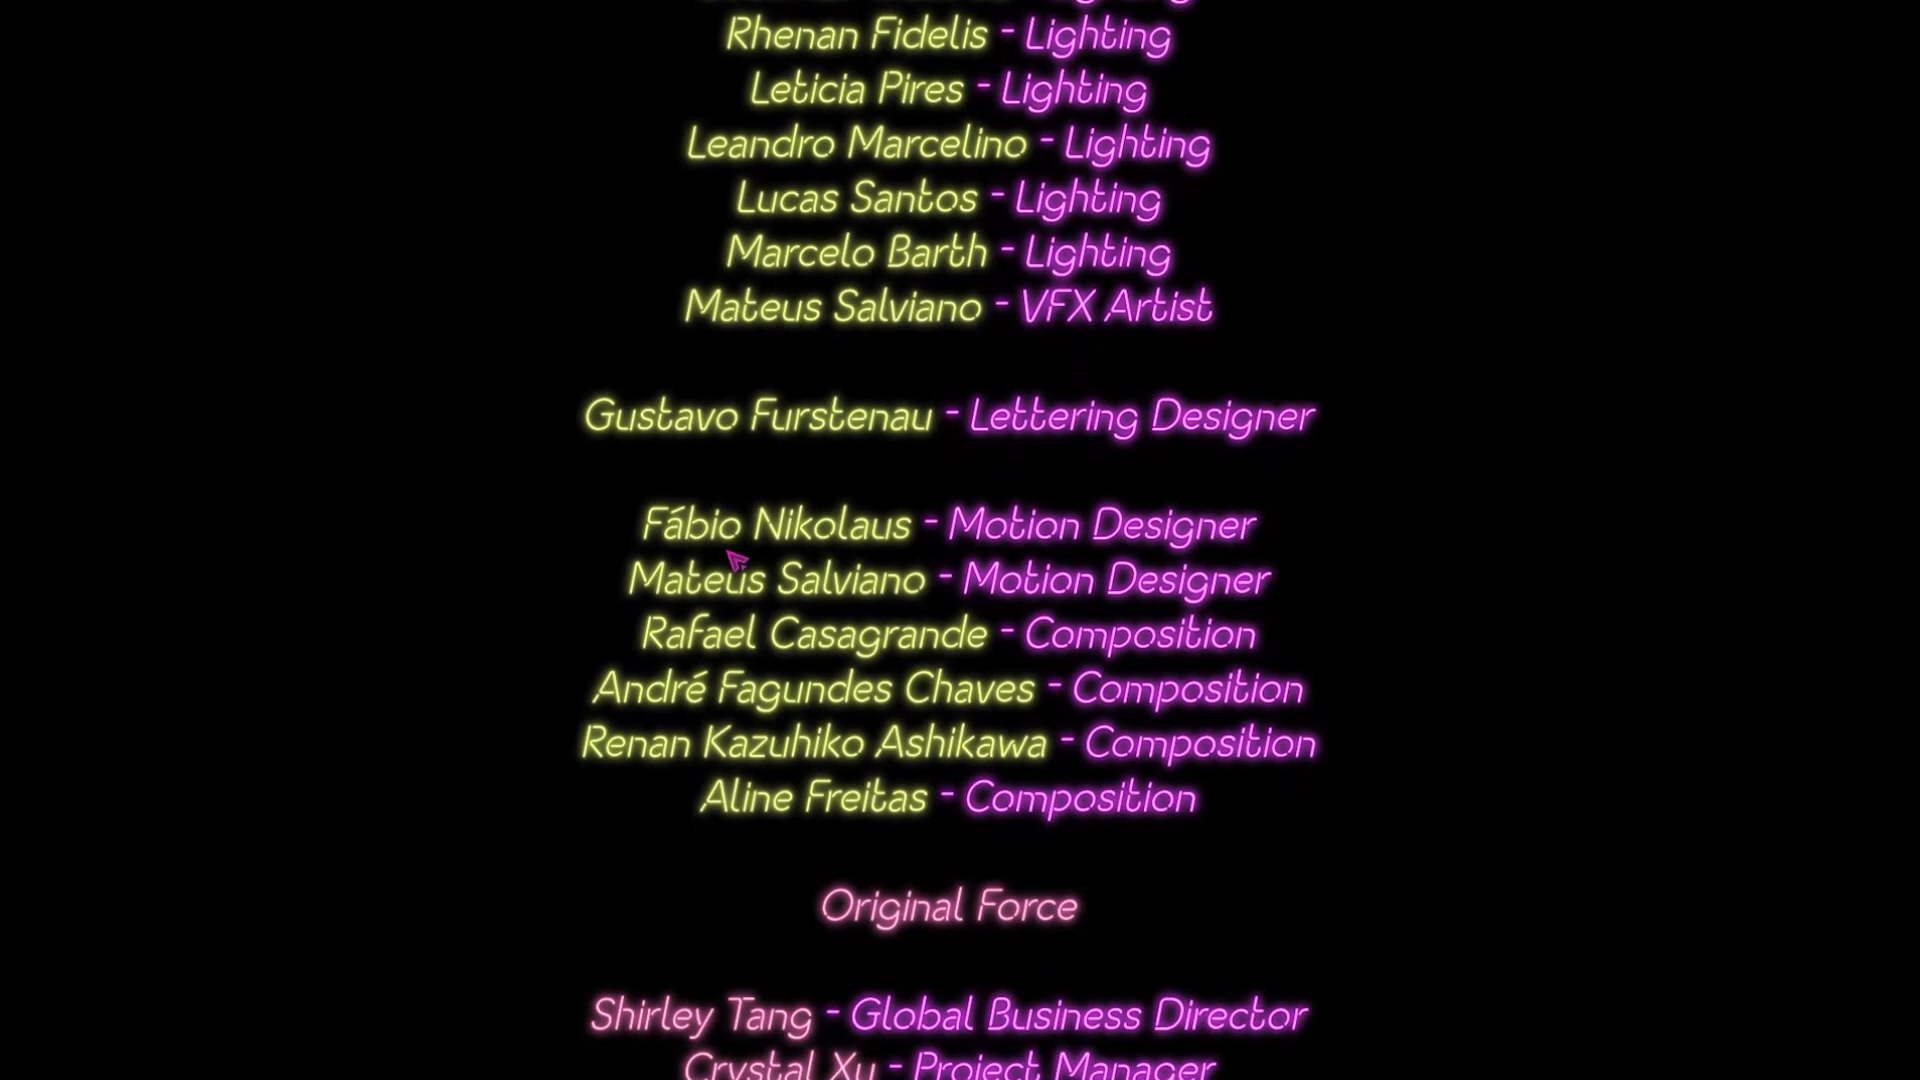 Rhenan Fidelis - Lighting
Leticia Pires - Lighting
Leandro Marcelino - Lighting
Lucas Santos - Lighting
Marcelo Barth - Lighting
Mateus Salviano - VFX Artist
Gustavo Furstenau - Lettering Designer
Fábio Nikolaus - Motion Designer
Mateus Salviano - Motion Designer
Rafael Casagrande - Composition
André Fagundes Chaves - Composition
Renan Kazuhiko Ashikawa - Composition
Aline Freitas - Composition
Original Force
Shirley Tang - Global Business Director
Crystal Xu - Project Manager